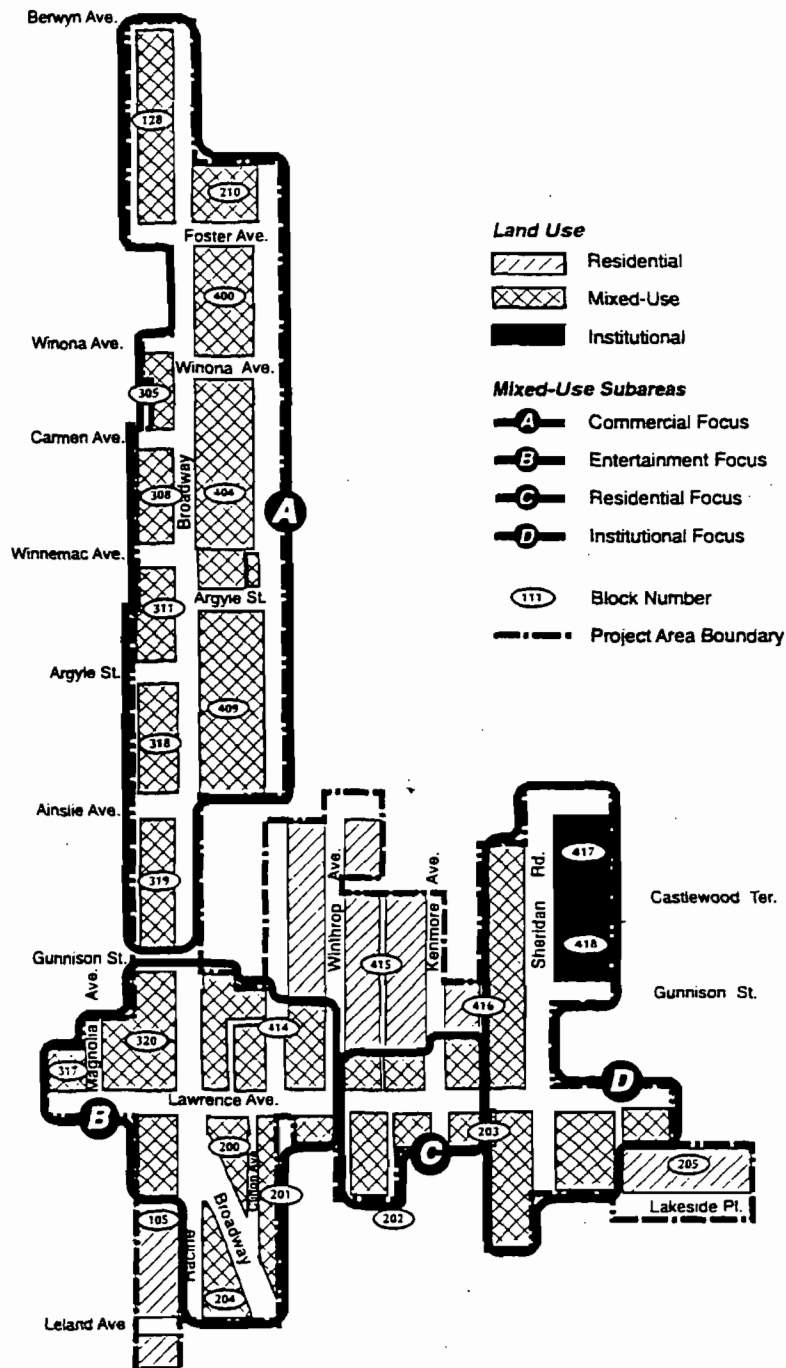 Berwyn Ave.
128
210
Foster Ave.
400
Winona Ave.
Winona Ave.
305
Carmen Ave.
308
Broadway
404
A
Winnemac Ave.
311
Argyle St.
Argyle St.
318
409
Ainslie Ave.
319
Land Use
Residential
Mixed-Use
Institutional
Mixed-Use Subareas
A Commercial Focus
B Entertainment Focus
C Residential Focus
D Institutional Focus
111 Block Number
Project Area Boundary
Winthrop Ave.
Kenmore Ave.
Sheridan Rd.
417
Castlewood Ter.
418
415
Gunnison St.
Gunnison St.
416
Magnolia Ave.
320
414
317
Lawrence Ave.
B
D
200
Clifton Ave.
201
203
C
205
Lakeside Pl.
202
105
Racine
Broadway
204
Leland Ave